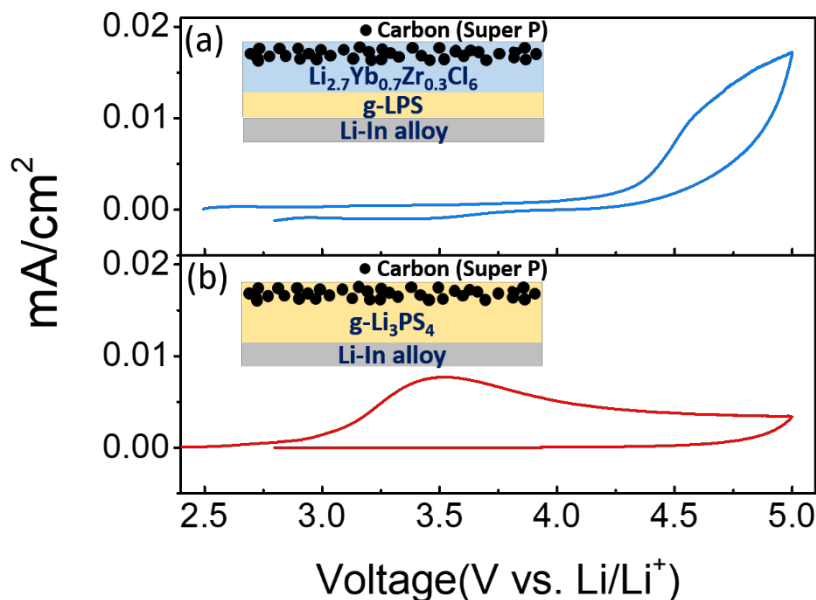 (a)
Carbon (Super P)
Li₂.₇Yb₀.₇Zr₀.₃Cl₆
g-LPS
Li-In alloy
0.02
0.01
0.00
(b)
Carbon (Super P)
g-Li₃PS₄
Li-In alloy
0.02
0.01
0.00
mA/cm²
2.5 3.0 3.5 4.0 4.5 5.0
Voltage(V vs. Li/Li⁺)